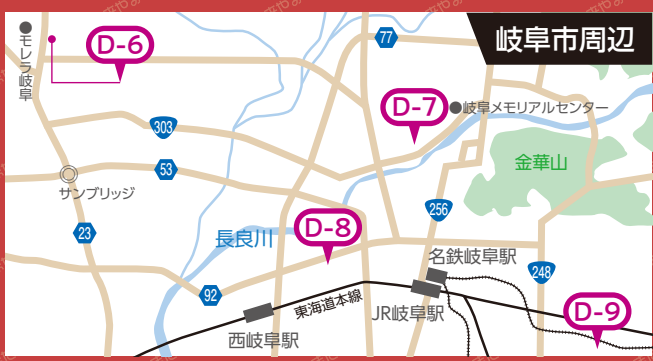 岐阜市周辺
モレラ岐阜
D-6
77
D-7
岐阜メモリアルセンター
303
53
金華山
サンブリッジ
256
23
長良川
D-8
名鉄岐阜駅
248
92
東海道本線
JR岐阜駅
D-9
西岐阜駅